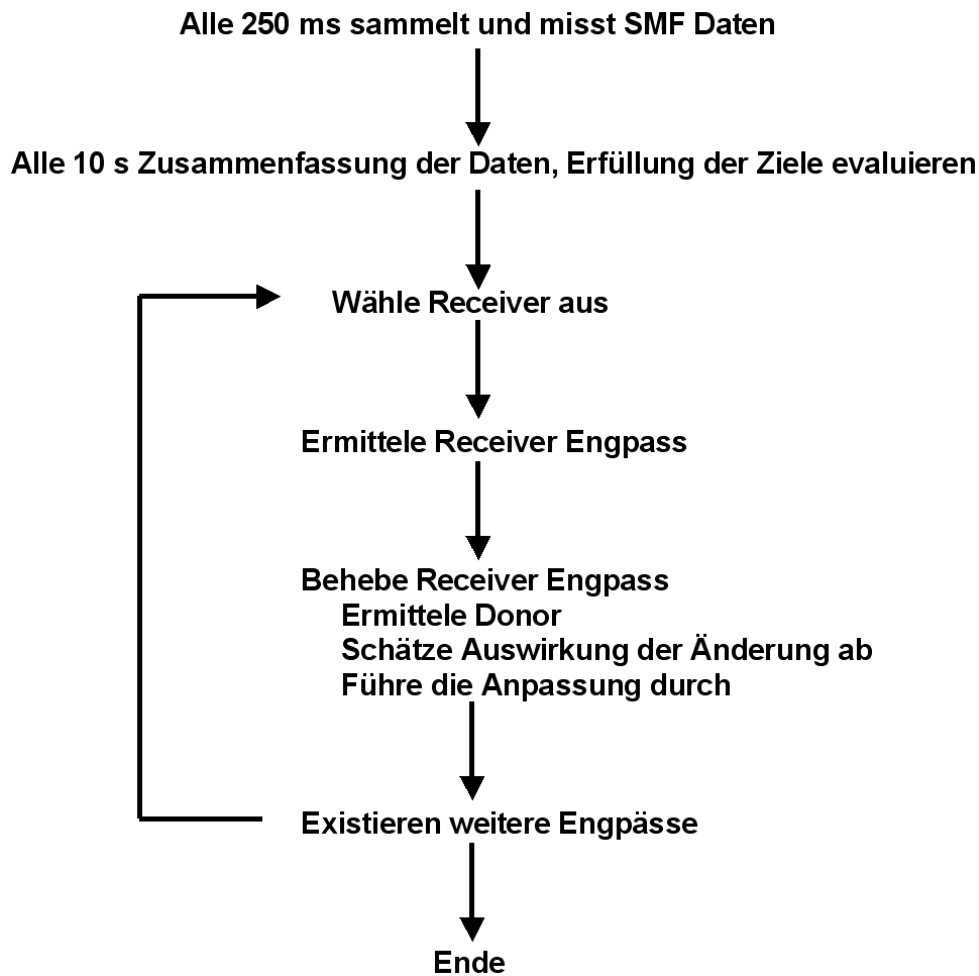 Alle 250 ms sammelt und misst SMF Daten
Alle 10 s Zusammenfassung der Daten, Erfüllung der Ziele evaluieren
Wähle Receiver aus
Ermittele Receiver Engpass
Behebe Receiver Engpass
Ermittele Donor
Schätze Auswirkung der Änderung ab
Führe die Anpassung durch
Existieren weitere Engpässe
Ende